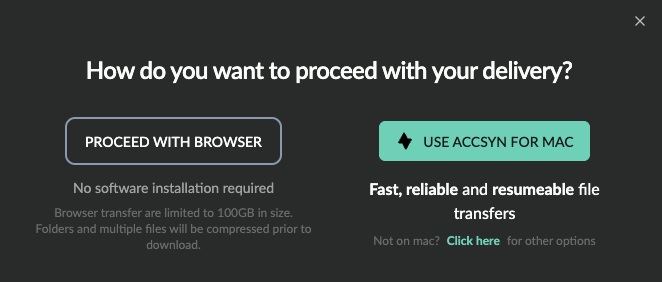 How do you want to proceed with your delivery?
PROCEED WITH BROWSER
No software installation required
Browser transfer are limited to 100GB in size.
Folders and multiple files will be compressed prior to
download.
USE ACCSYN FOR MAC
Fast, reliable and resumeable file
transfers
Not on mac? Click here for other options